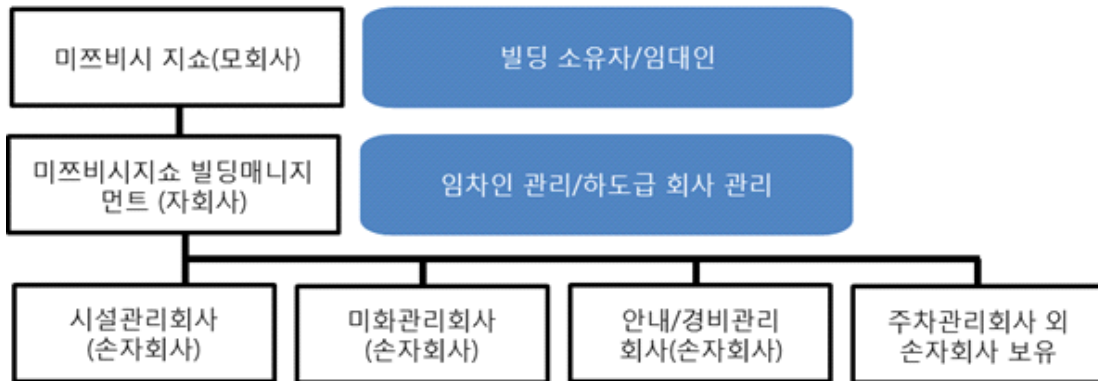 미쯔비시 지쇼(모회사)
빌딩 소유자/임대인
미쯔비시지쇼 빌딩매니지
먼트 (자회사)
임차인 관리/하도급 회사 관리
시설관리회사
(손자회사)
미화관리회사
(손자회사)
안내/경비관리
회사(손자회사)
주차관리회사 외
손자회사 보유